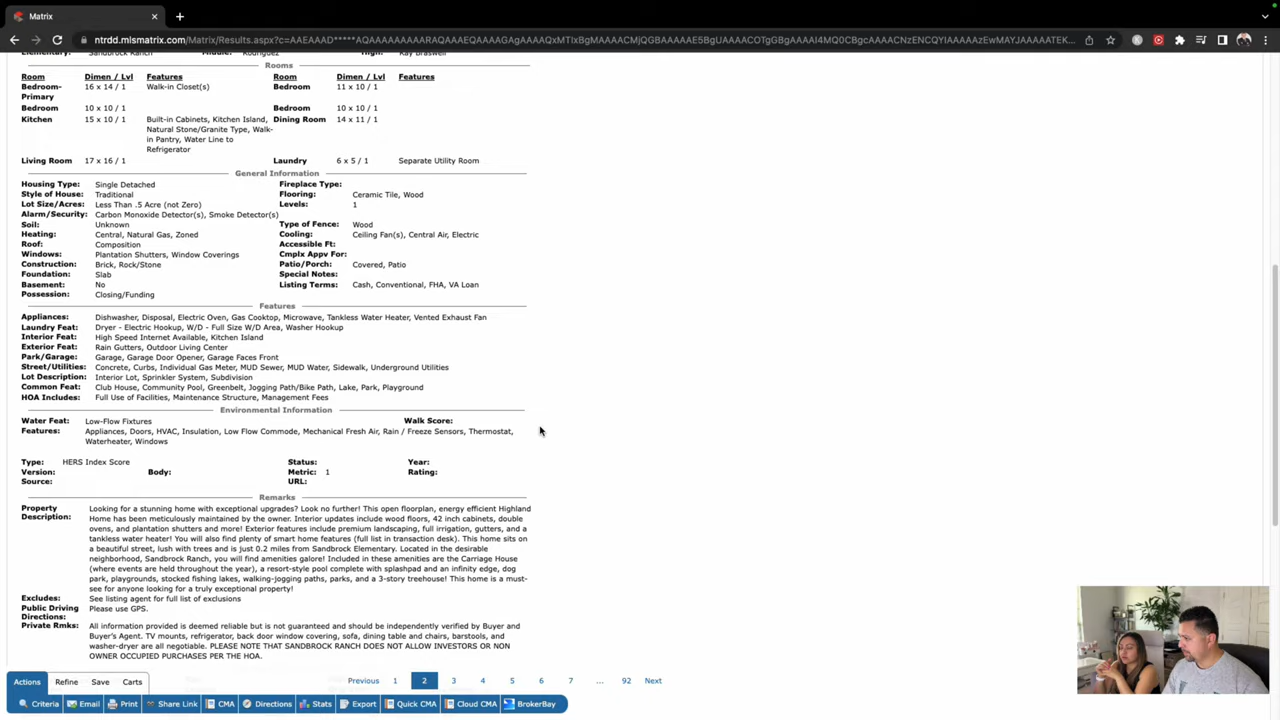 Matrix
ntrdd.mlsmatrix.com/Matrix/Results.aspx?c=AAEAAAD*****AQAAAAAAAAARAQAAAEQAAAAGAgAAAAQxMTIxBgMAAAACMjQGBAAAAAE5BgUAAAACOTgGBgAAAAI4MQ0CBgcAAAACNzENCQYIAAAAAzEwMAYJAAAAATEK...
Elementary: Sandbrock Ranch Middle: Rodriguez High: Ray Braswell
Rooms
Room Dimen / Lvl Features Room Dimen / Lvl Features
Bedroom- 16 x 14 / 1 Walk-in Closet(s) Bedroom 11 x 10 / 1
Primary
Bedroom 10 x 10 / 1 Bedroom 10 x 10 / 1
Kitchen 15 x 10 / 1 Built-in Cabinets, Kitchen Island, Dining Room 14 x 11 / 1
Natural Stone/Granite Type, Walk-
in Pantry, Water Line to
Refrigerator
Living Room 17 x 16 / 1 Laundry 6 x 5 / 1 Separate Utility Room
General Information
Housing Type: Single Detached Fireplace Type:
Style of House: Traditional Flooring: Ceramic Tile, Wood
Lot Size/Acres: Less Than .5 Acre (not Zero) Levels: 1
Alarm/Security: Carbon Monoxide Detector(s), Smoke Detector(s)
Soil: Unknown Type of Fence: Wood
Heating: Central, Natural Gas, Zoned Cooling: Ceiling Fan(s), Central Air, Electric
Roof: Composition Accessible Ft:
Windows: Plantation Shutters, Window Coverings Cmplx Appv For:
Construction: Brick, Rock/Stone Patio/Porch: Covered, Patio
Foundation: Slab Special Notes:
Basement: No Listing Terms: Cash, Conventional, FHA, VA Loan
Possession: Closing/Funding
Features
Appliances: Dishwasher, Disposal, Electric Oven, Gas Cooktop, Microwave, Tankless Water Heater, Vented Exhaust Fan
Laundry Feat: Dryer - Electric Hookup, W/D - Full Size W/D Area, Washer Hookup
Interior Feat: High Speed Internet Available, Kitchen Island
Exterior Feat: Rain Gutters, Outdoor Living Center
Park/Garage: Garage, Garage Door Opener, Garage Faces Front
Street/Utilities: Concrete, Curbs, Individual Gas Meter, MUD Sewer, MUD Water, Sidewalk, Underground Utilities
Lot Description: Interior Lot, Sprinkler System, Subdivision
Common Feat: Club House, Community Pool, Greenbelt, Jogging Path/Bike Path, Lake, Park, Playground
HOA Includes: Full Use of Facilities, Maintenance Structure, Management Fees
Environmental Information
Water Feat: Low-Flow Fixtures Walk Score:
Features: Appliances, Doors, HVAC, Insulation, Low Flow Commode, Mechanical Fresh Air, Rain / Freeze Sensors, Thermostat,
Waterheater, Windows
Type: HERS Index Score Status: Year:
Version: Body: Metric: 1 Rating:
Source: URL:
Remarks
Property Looking for a stunning home with exceptional upgrades? Look no further! This open floorplan, energy efficient Highland
Description: Home has been meticulously maintained by the owner. Interior updates include wood floors, 42 inch cabinets, double
ovens, and plantation shutters and more! Exterior features include premium landscaping, full irrigation, gutters, and a
tankless water heater! You will also find plenty of smart home features (full list in transaction desk). This home sits on
a beautiful street, lush with trees and is just 0.2 miles from Sandbrock Elementary. Located in the desirable
neighborhood, Sandbrock Ranch, you will find amenities galore! Included in these amenities are the Carriage House
(where events are held throughout the year), a resort-style pool complete with splashpad and an infinity edge, dog
park, playgrounds, stocked fishing lakes, walking-jogging paths, parks, and a 3-story treehouse! This home is a must-
see for anyone looking for a truly exceptional property!
Excludes: See listing agent for full list of exclusions
Public Driving Please use GPS.
Directions:
Private Rmks: All information provided is deemed reliable but is not guaranteed and should be independently verified by Buyer and
Buyer's Agent. TV mounts, refrigerator, back door window covering, sofa, dining table and chairs, barstools, and
washer-dryer are all negotiable. PLEASE NOTE THAT SANDBROCK RANCH DOES NOT ALLOW INVESTORS OR NON
OWNER OCCUPIED PURCHASES PER THE HOA.
Actions Refine Save Carts Previous 1 2 3 4 5 6 7 ... 92 Next
Criteria Email Print Share Link CMA Directions Stats Export Quick CMA Cloud CMA BrokerBay